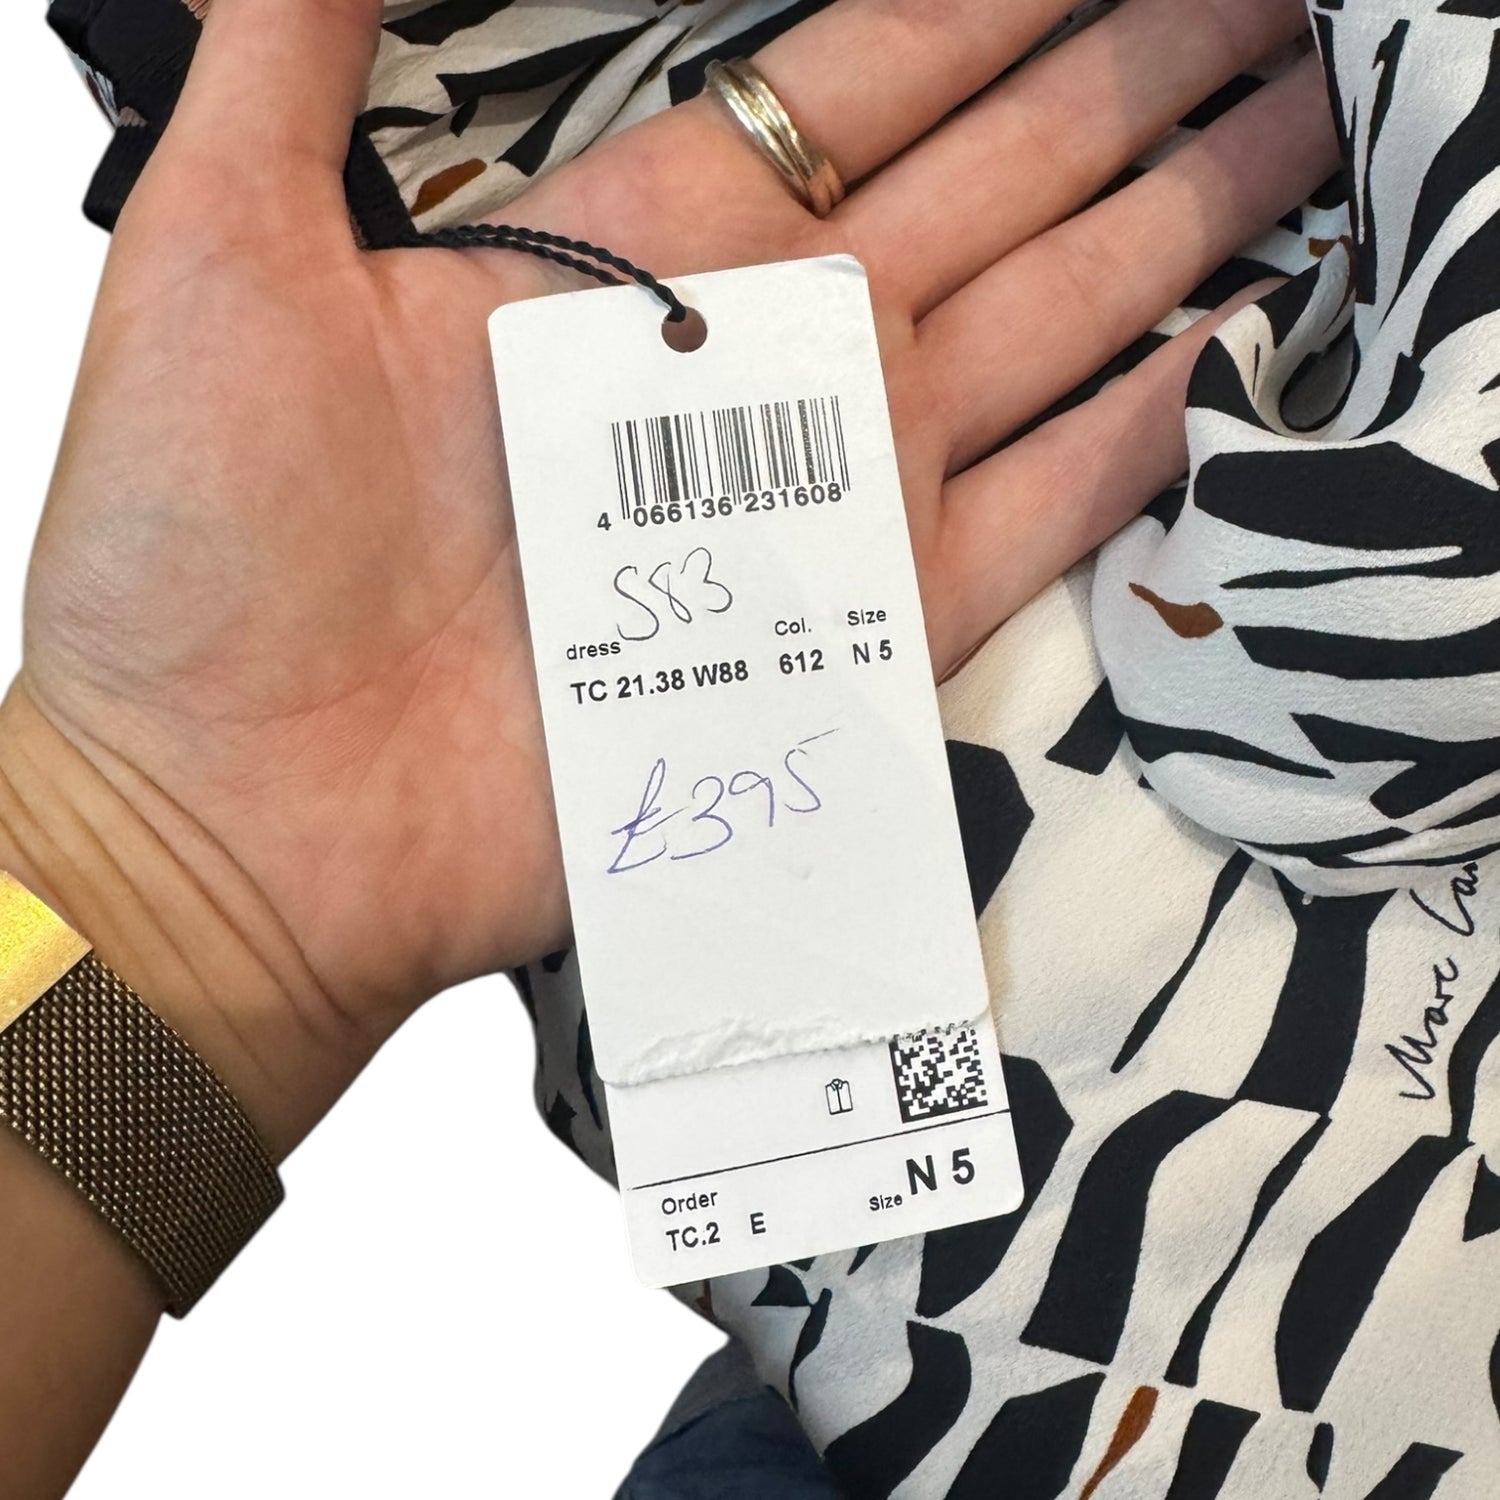 4 066136 231608
S83
dress Col. Size
TC 21.38 W88 612 N 5
£395
Order Size N 5
TC.2 E
Marc